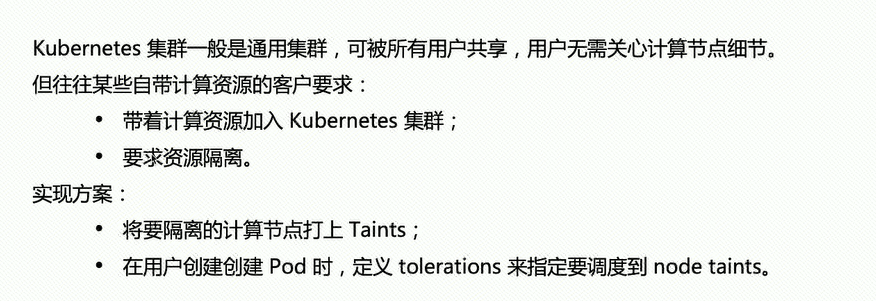 Kubernetes 集群一般是通用集群，可被所有用户共享，用户无需关心计算节点细节。
但往往某些自带计算资源的客户要求：
• 带着计算资源加入 Kubernetes 集群；
• 要求资源隔离。
实现方案：
• 将要隔离的计算节点打上 Taints；
• 在用户创建创建 Pod 时，定义 tolerations 来指定要调度到 node taints。